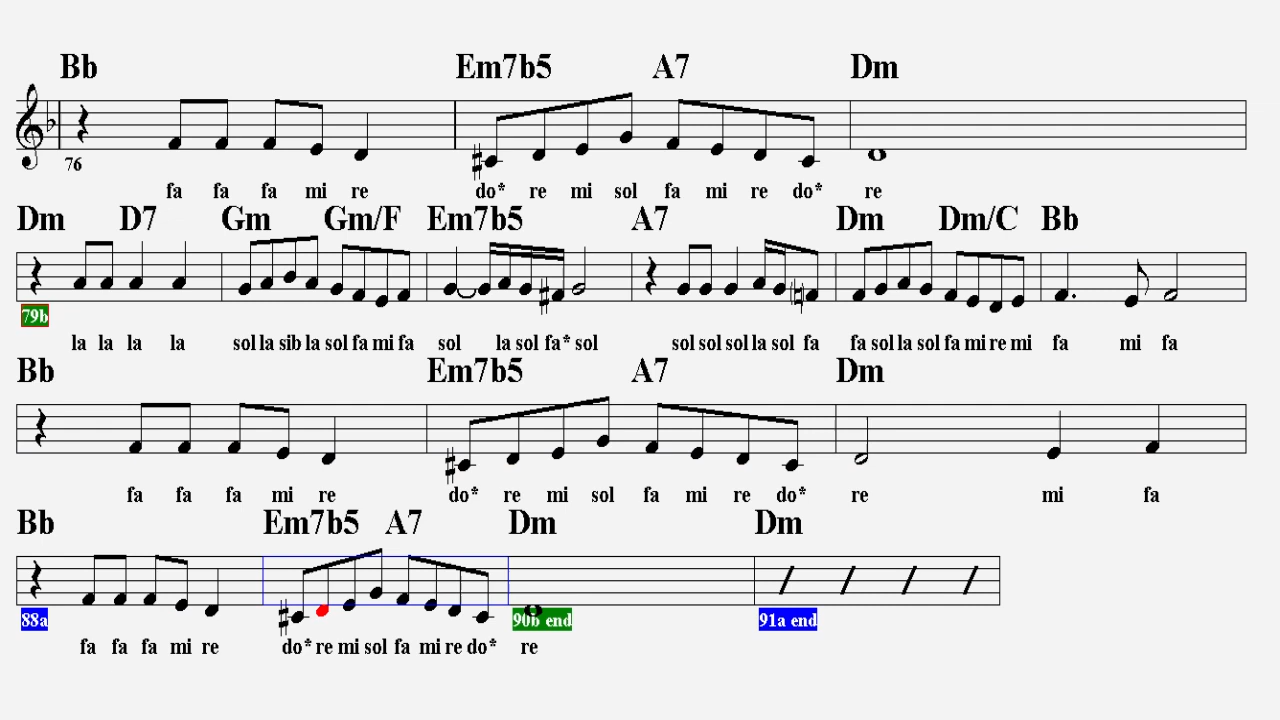 Bb Em7b5 A7 Dm
76
fa fa fa mi re do* re mi sol fa mi re do* re
Dm D7 Gm Gm/F Em7b5 A7 Dm Dm/C Bb
79b
la la la la sol la sib la sol fa mi fa sol la sol fa* sol sol sol sol la sol fa fa sol la sol fa mi re mi fa mi fa
Bb Em7b5 A7 Dm
fa fa fa mi re do* re mi sol fa mi re do* re mi fa
Bb Em7b5 A7 Dm Dm
88a 90b end 91a end
fa fa fa mi re do* re mi sol fa mi re do* re